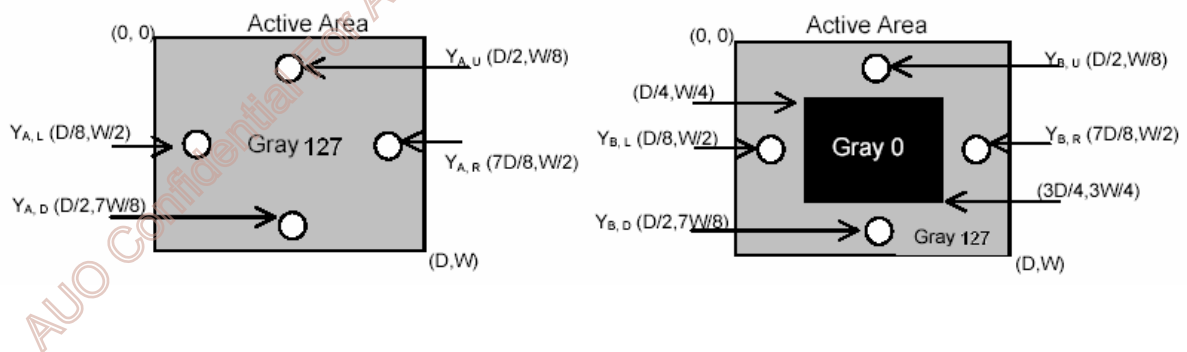 Active Area
(0, 0)
Y A, U (D/2,W/8)
Y A, L (D/8,W/2)
Gray 127
Y A, R (7D/8,W/2)
Y A, D (D/2,7W/8)
(D,W)
Active Area
(0, 0)
Y B, U (D/2,W/8)
(D/4,W/4)
Y B, L (D/8,W/2)
Gray 0
Y B, R (7D/8,W/2)
(3D/4,3W/4)
Y B, D (D/2,7W/8)
Gray 127
(D,W)
AUO Confidential For A